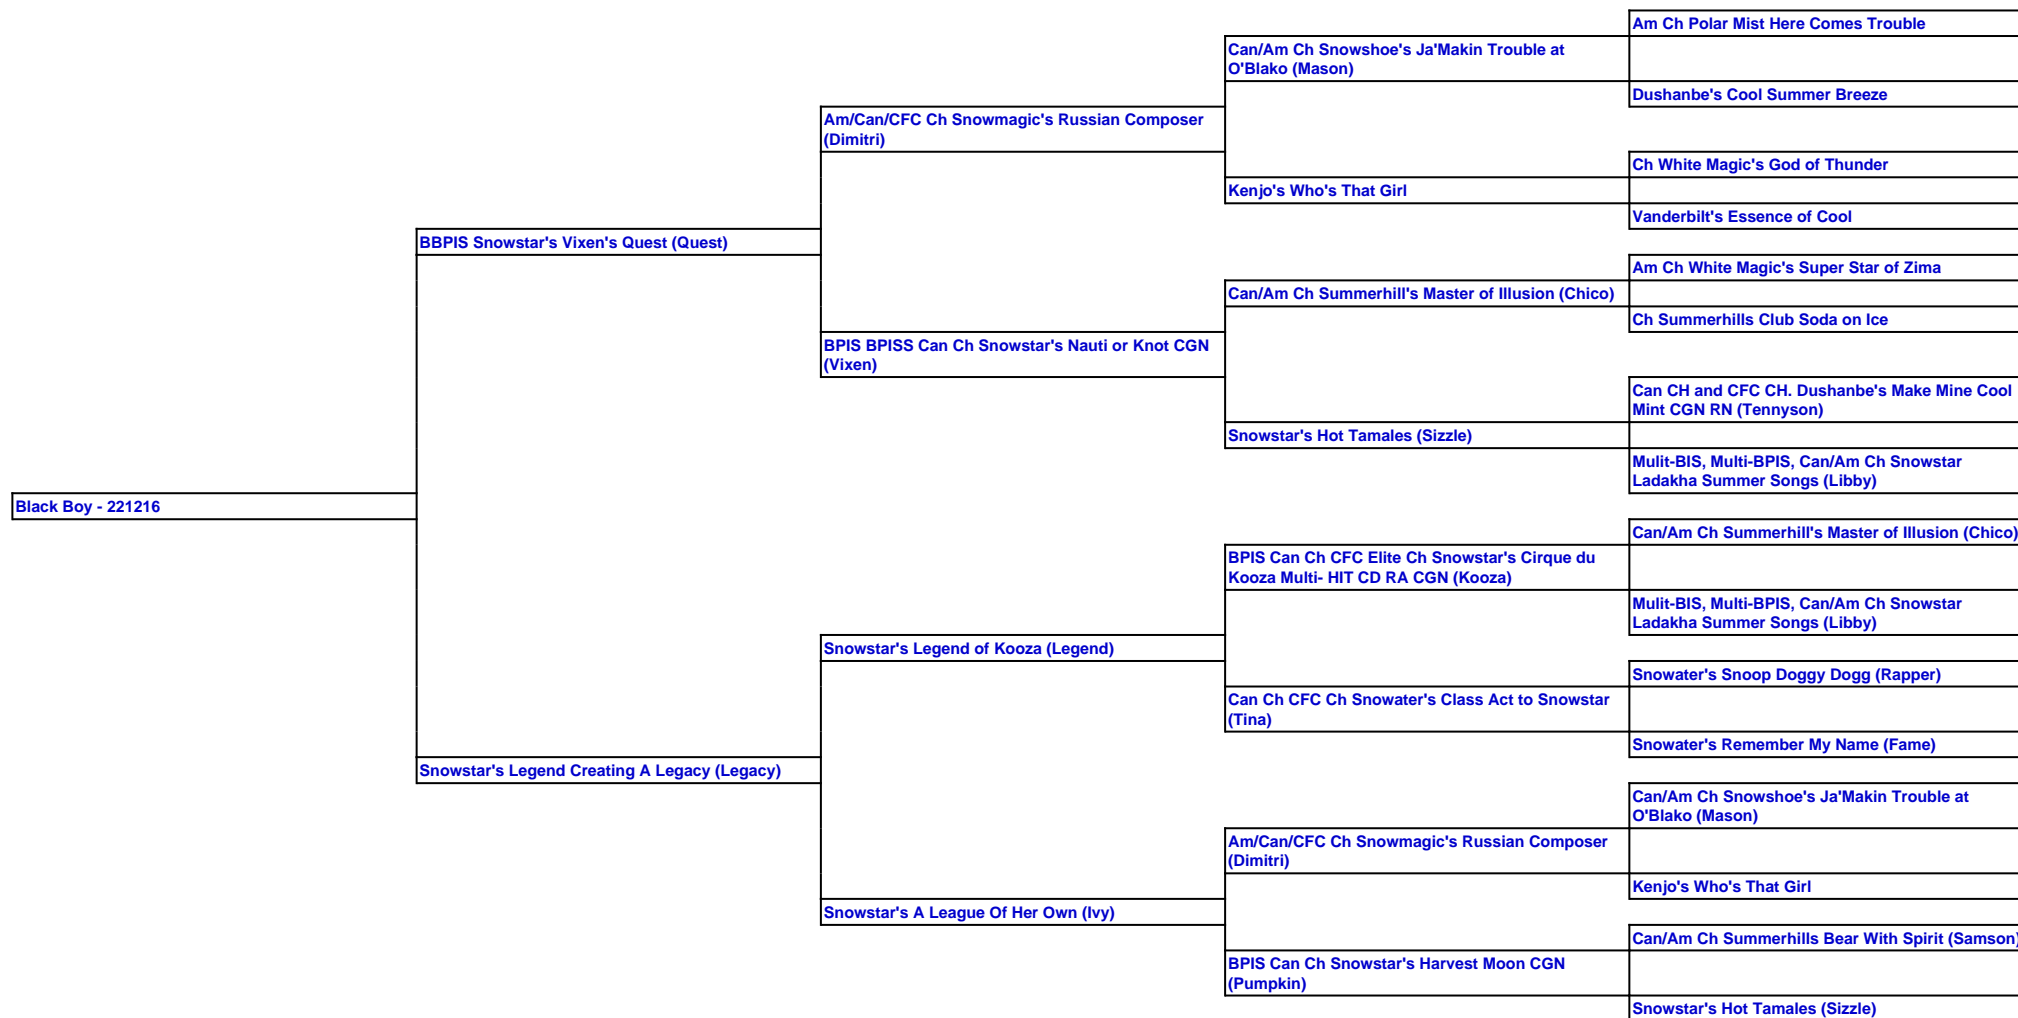 Am Ch Polar Mist Here Comes Trouble
Can/Am Ch Snowshoe's Ja'Makin Trouble at
O'Blako (Mason)
Dushanbe's Cool Summer Breeze
Am/Can/CFC Ch Snowmagic's Russian Composer
(Dimitri)
Ch White Magic's God of Thunder
Kenjo's Who's That Girl
Vanderbilt's Essence of Cool
BBPIS Snowstar's Vixen's Quest (Quest)
Am Ch White Magic's Super Star of Zima
Can/Am Ch Summerhill's Master of Illusion (Chico)
Ch Summerhills Club Soda on Ice
BPIS BPISS Can Ch Snowstar's Nauti or Knot CGN
(Vixen)
Can CH and CFC CH. Dushanbe's Make Mine Cool
Mint CGN RN (Tennyson)
Snowstar's Hot Tamales (Sizzle)
Mulit-BIS, Multi-BPIS, Can/Am Ch Snowstar
Ladakha Summer Songs (Libby)
Black Boy - 221216
Can/Am Ch Summerhill's Master of Illusion (Chico)
BPIS Can Ch CFC Elite Ch Snowstar's Cirque du
Kooza Multi- HIT CD RA CGN (Kooza)
Mulit-BIS, Multi-BPIS, Can/Am Ch Snowstar
Ladakha Summer Songs (Libby)
Snowstar's Legend of Kooza (Legend)
Snowater's Snoop Doggy Dogg (Rapper)
Can Ch CFC Ch Snowater's Class Act to Snowstar
(Tina)
Snowater's Remember My Name (Fame)
Snowstar's Legend Creating A Legacy (Legacy)
Can/Am Ch Snowshoe's Ja'Makin Trouble at
O'Blako (Mason)
Am/Can/CFC Ch Snowmagic's Russian Composer
(Dimitri)
Kenjo's Who's That Girl
Snowstar's A League Of Her Own (Ivy)
Can/Am Ch Summerhills Bear With Spirit (Samson)
BPIS Can Ch Snowstar's Harvest Moon CGN
(Pumpkin)
Snowstar's Hot Tamales (Sizzle)